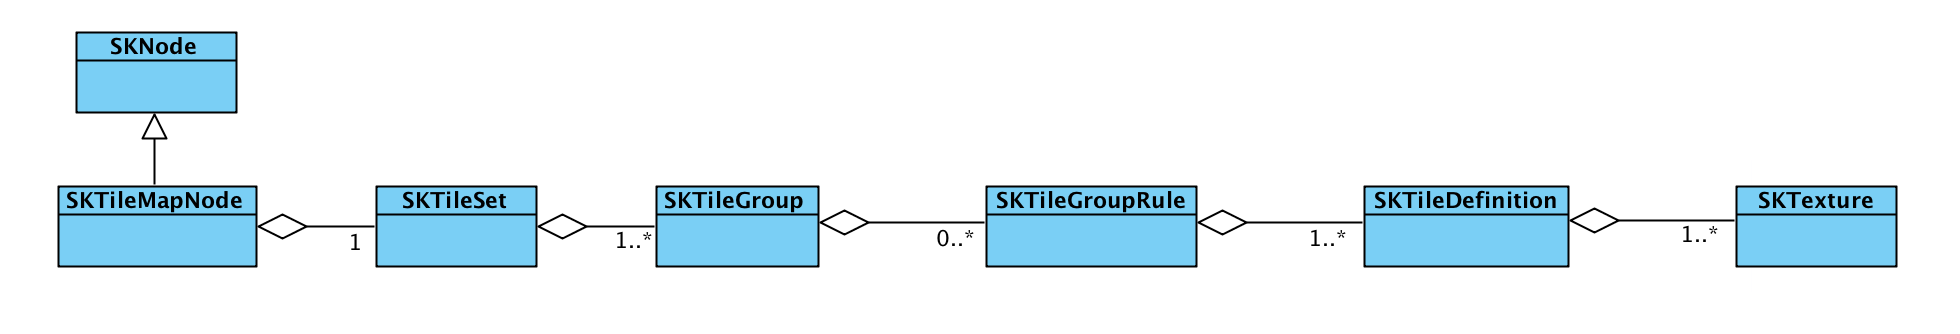 SKNode
SKTileMapNode
SKTileSet
SKTileGroup
SKTileGroupRule
SKTileDefinition
SKTexture
1
1..*
0..*
1..*
1..*